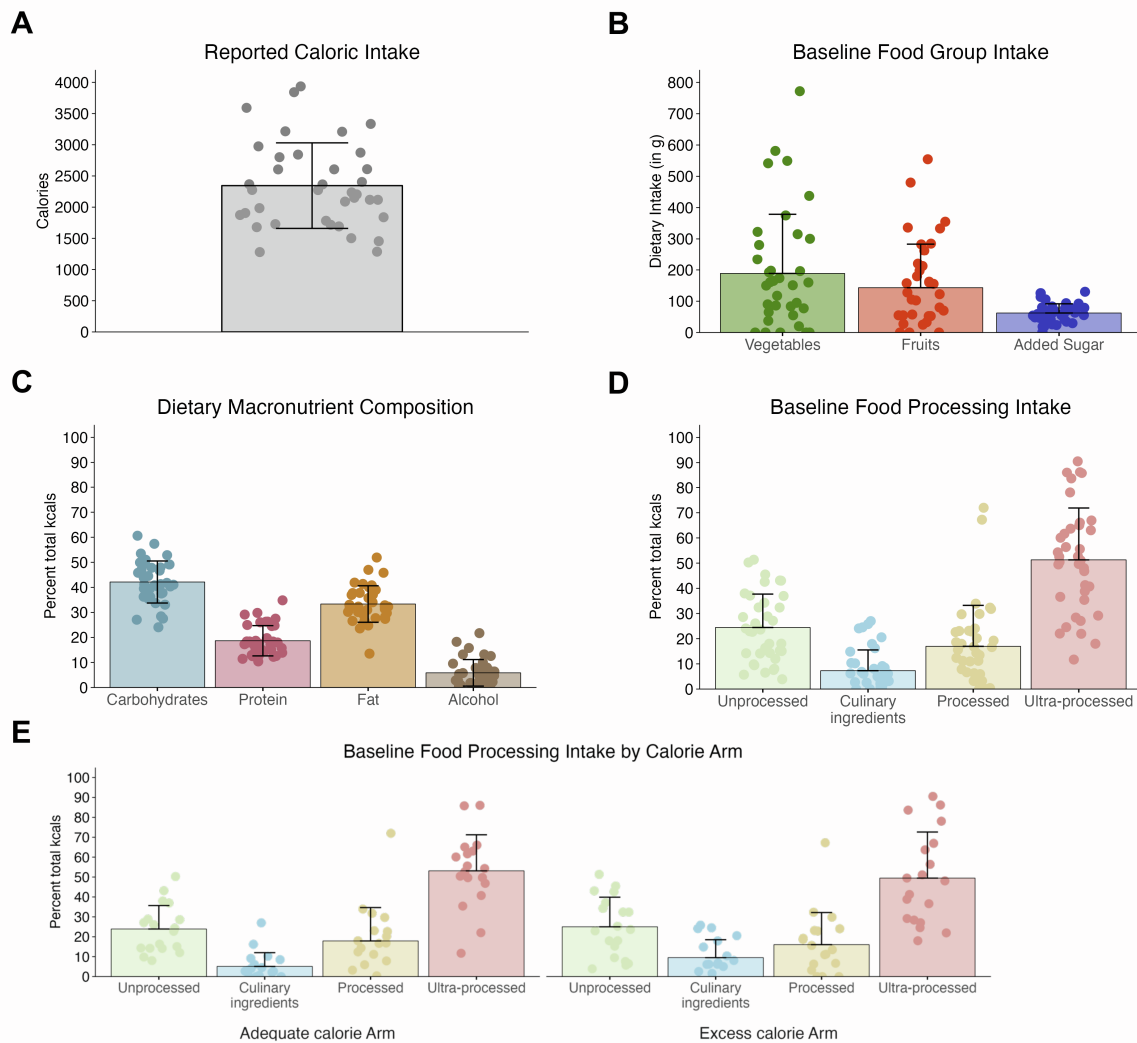 A
Reported Caloric Intake
Calories
4000
3500
3000
2500
2000
1500
1000
500
0
B
Baseline Food Group Intake
Dietary Intake (in g)
800
700
600
500
400
300
200
100
0
Vegetables Fruits Added Sugar
C
Dietary Macronutrient Composition
Percent total kcals
100
90
80
70
60
50
40
30
20
10
0
Carbohydrates Protein Fat Alcohol
D
Baseline Food Processing Intake
Percent total kcals
100
90
80
70
60
50
40
30
20
10
0
Unprocessed Culinary Processed Ultra-processed
ingredients
E
Baseline Food Processing Intake by Calorie Arm
Percent total kcals
100
90
80
70
60
50
40
30
20
10
0
Unprocessed Culinary Processed Ultra-processed Unprocessed Culinary Processed Ultra-processed
ingredients ingredients
Adequate calorie Arm Excess calorie Arm